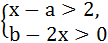 x − a > 2,
b − 2x > 0